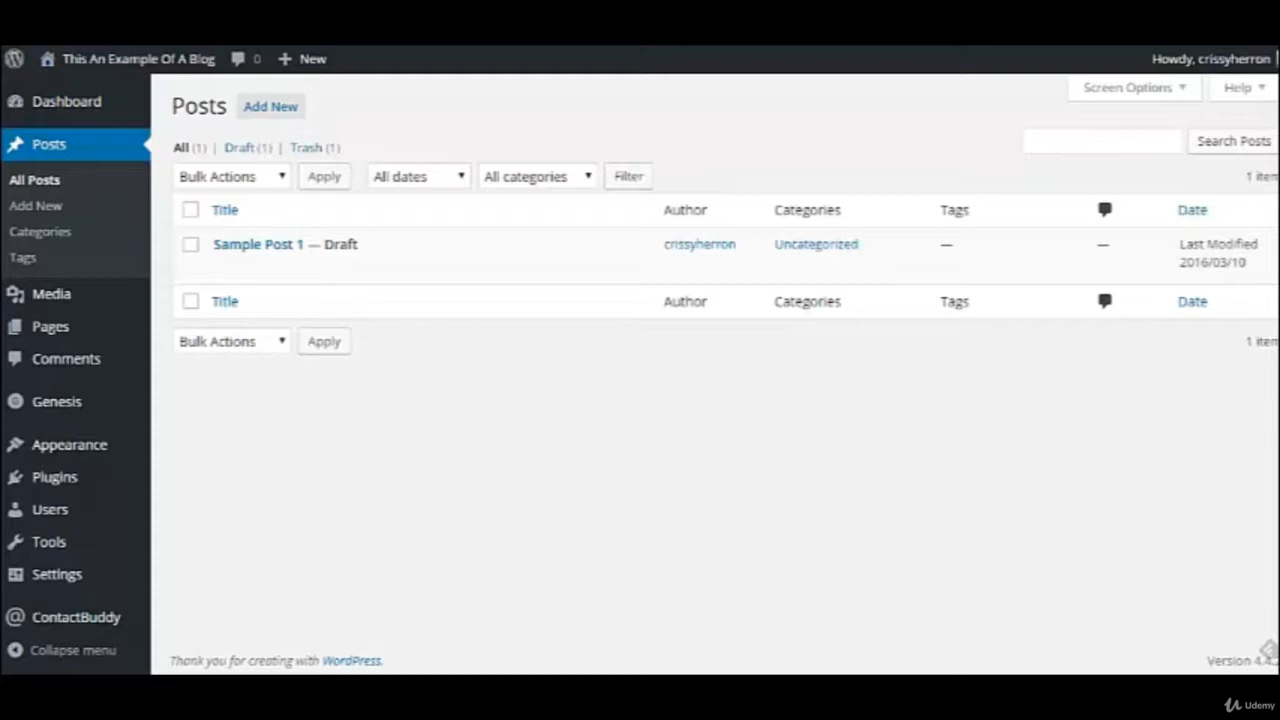 This An Example Of A Blog 0 New Howdy, crissyherron
Dashboard
Posts
All Posts
Add New
Categories
Tags
Media
Pages
Comments
Genesis
Appearance
Plugins
Users
Tools
Settings
ContactBuddy
Collapse menu
Screen Options Help
Posts Add New
All (1) | Draft (1) | Trash (1)
Search Posts
Bulk Actions Apply All dates All categories Filter 1 item
Title Author Categories Tags Date
Sample Post 1 — Draft crissyherron Uncategorized — — Last Modified
2016/03/10
Title Author Categories Tags Date
Bulk Actions Apply 1 item
Thank you for creating with WordPress. Version 4.4
Udemy